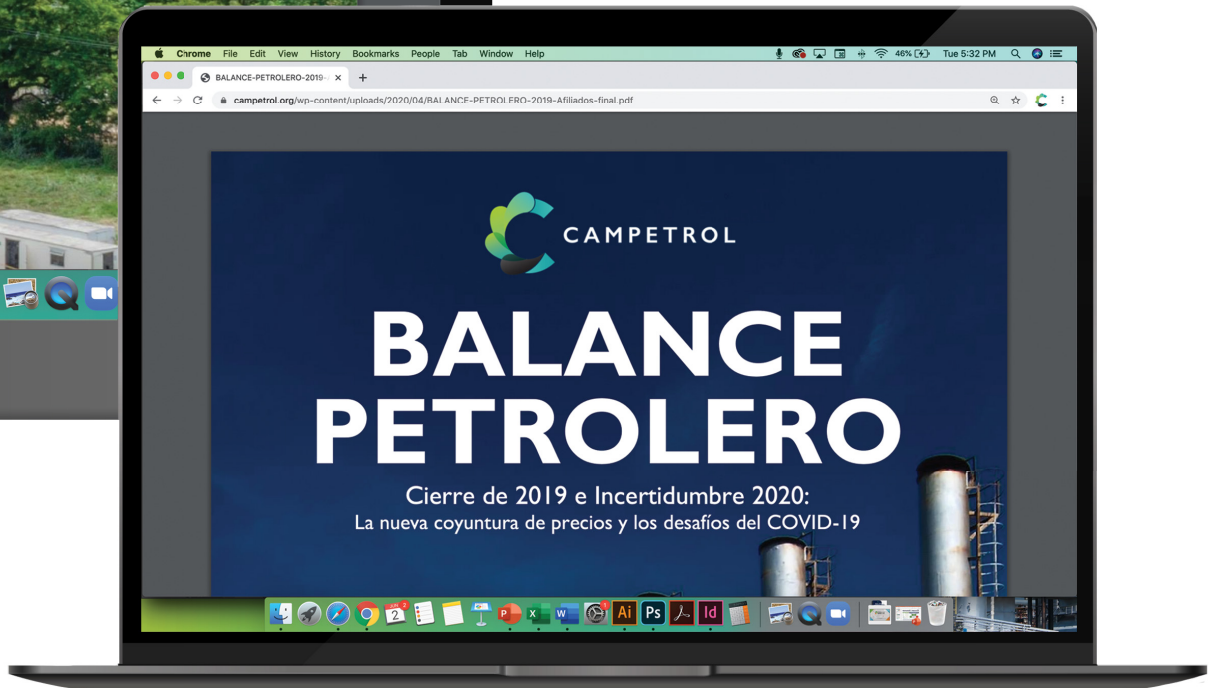 Chrome File Edit View History Bookmarks People Tab Window Help 46% Tue 5:32 PM
BALANCE-PETROLERO-2019-
campetrol.org/wp-content/uploads/2020/04/BALANCE-PETROLERO-2019-Afiliados-final.pdf
CAMPETROL
BALANCE
PETROLERO
Cierre de 2019 e Incertidumbre 2020:
La nueva coyuntura de precios y los desafíos del COVID-19
JUN 2 P X W Ai Ps Id